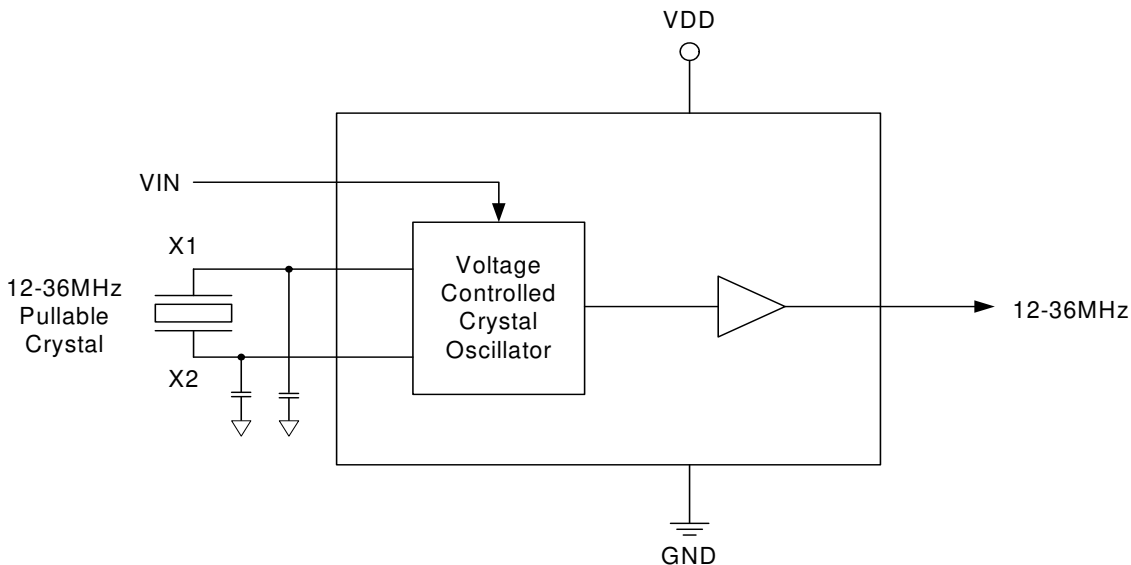 VDD
VIN
X1
12-36MHz
Pullable
Crystal
X2
Voltage
Controlled
Crystal
Oscillator
12-36MHz
GND